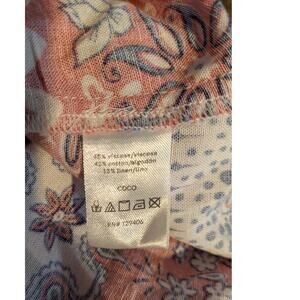 45% viscose/viscosa
42% cotton/algodón
13% linen/lino
COCO
RN# 129406